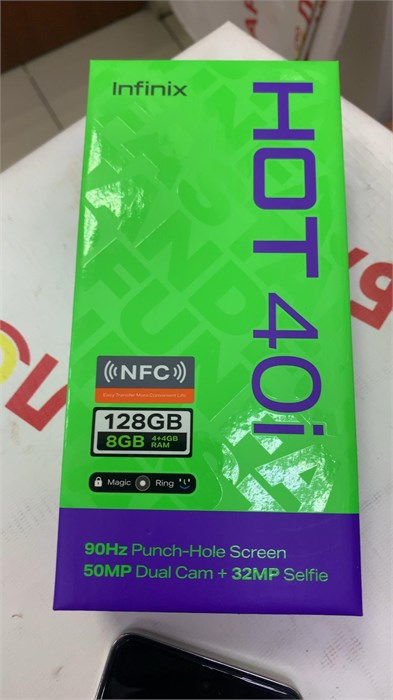 Infinix
HOT 40i
((NFC))
Easy Transfer More Convenient Life
128GB
8GB 4+4GB RAM
Magic Ring
90Hz Punch-Hole Screen
50MP Dual Cam + 32MP Selfie